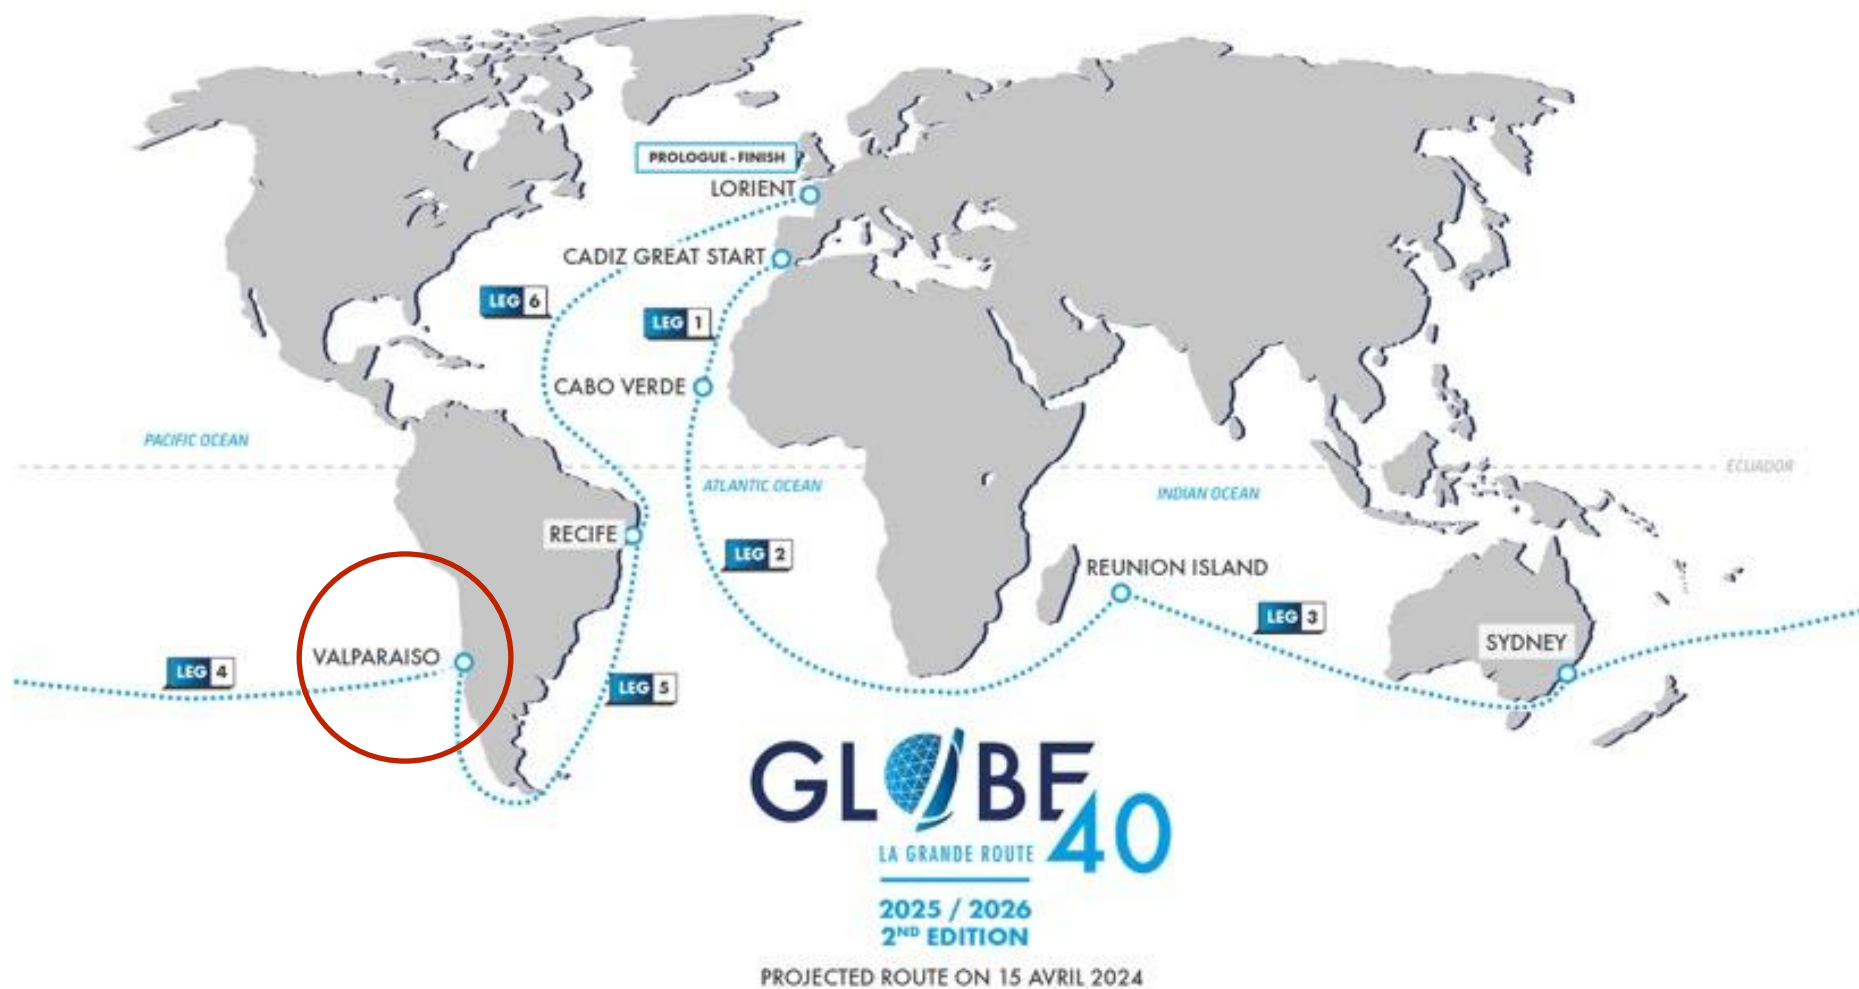 PROLOGUE - FINISH
LORIENT
CADIZ GREAT START
LEG 6
LEG 1
CABO VERDE
PACIFIC OCEAN
ECUADOR
ATLANTIC OCEAN
INDIAN OCEAN
RECIFE
LEG 2
REUNION ISLAND
LEG 3
SYDNEY
VALPARAISO
LEG 4
LEG 5
GLOBE
40
LA GRANDE ROUTE
2025 / 2026
2ND EDITION
PROJECTED ROUTE ON 15 AVRIL 2024